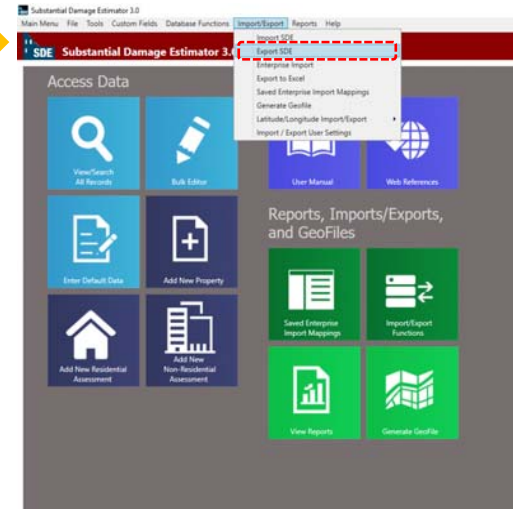 Substantial Damage Estimator 3.0
Main Menu File Tools Custom Fields Database Functions Import/Export Reports Help
SDE Substantial Damage Estimator 3.0
Import SDE
Export SDE
Enterprise Import
Export to Excel
Saved Enterprise Import Mappings
Generate Geofile
Latitude/Longitude Import/Export
Import / Export User Settings
Access Data
View/Search
All Records
Bulk Editor
User Manual
Web References
Enter Default Data
Add New Property
Reports, Imports/Exports,
and GeoFiles
Saved Enterprise
Import Mappings
Import/Export
Functions
Add New Residential
Assessment
Add New
Non-Residential
Assessment
View Reports
Generate GeoFile